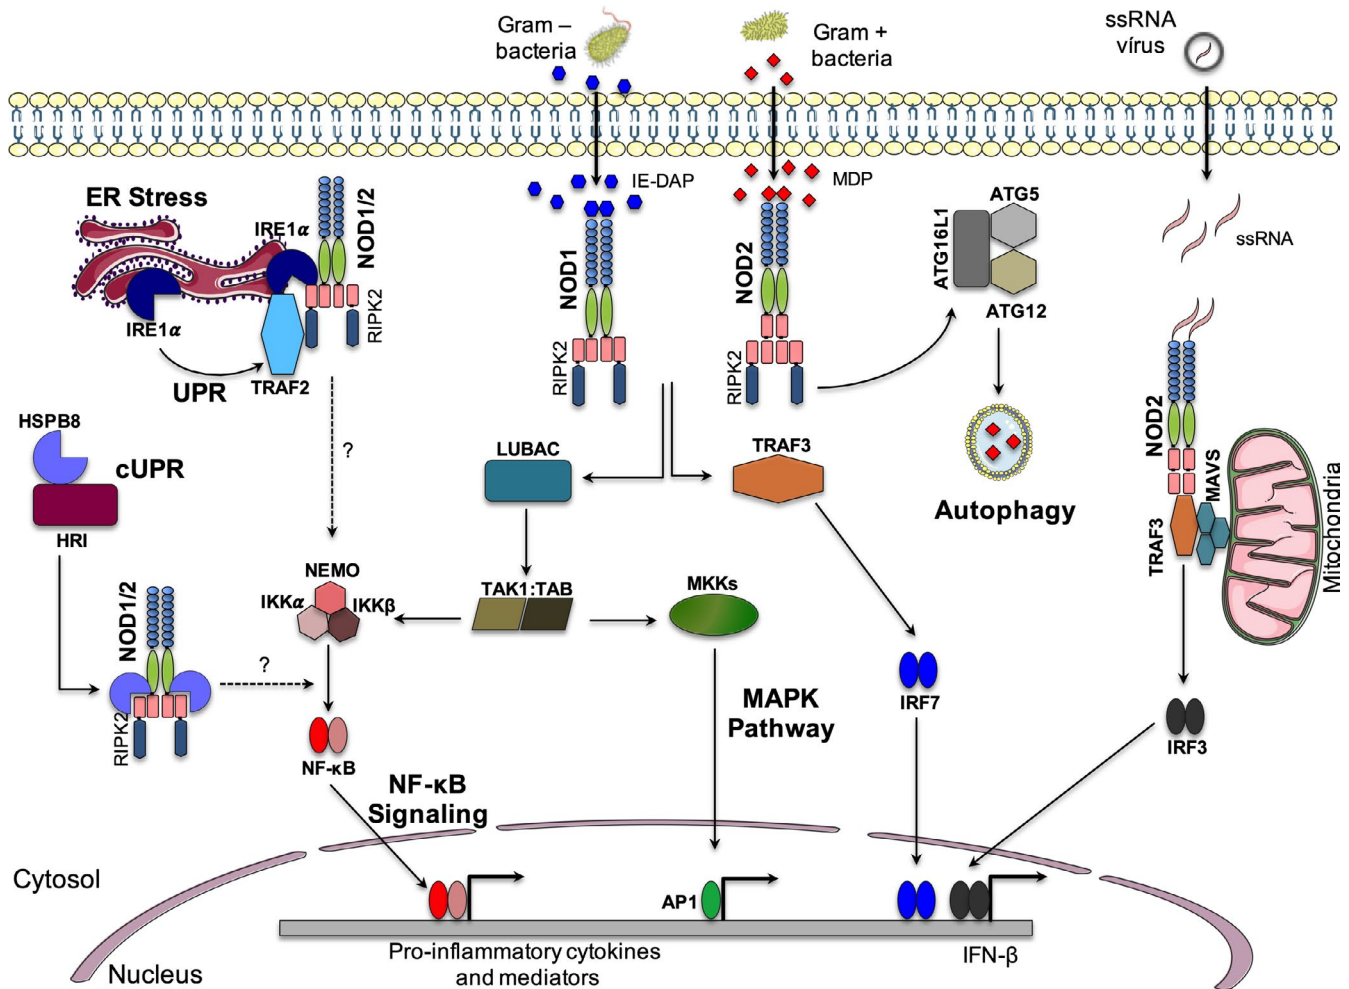 Gram –
bacteria
Gram +
bacteria
ssRNA
vírus
IE-DAP
MDP
ssRNA
ER Stress
IRE1α
NOD1/2
RIPK2
IRE1α
UPR
TRAF2
NOD1
RIPK2
NOD2
RIPK2
ATG16L1
ATG5
ATG12
Autophagy
NOD2
MAVS
TRAF3
Mitochondria
HSPB8
cUPR
HRI
?
LUBAC
TRAF3
NEMO
IKKα
IKKβ
TAK1:TAB
MKKs
NOD1/2
RIPK2
?
NF-κB
MAPK
Pathway
IRF7
IRF3
NF-κB
Signaling
Cytosol
Nucleus
AP1
Pro-inflammatory cytokines
and mediators
IFN-β